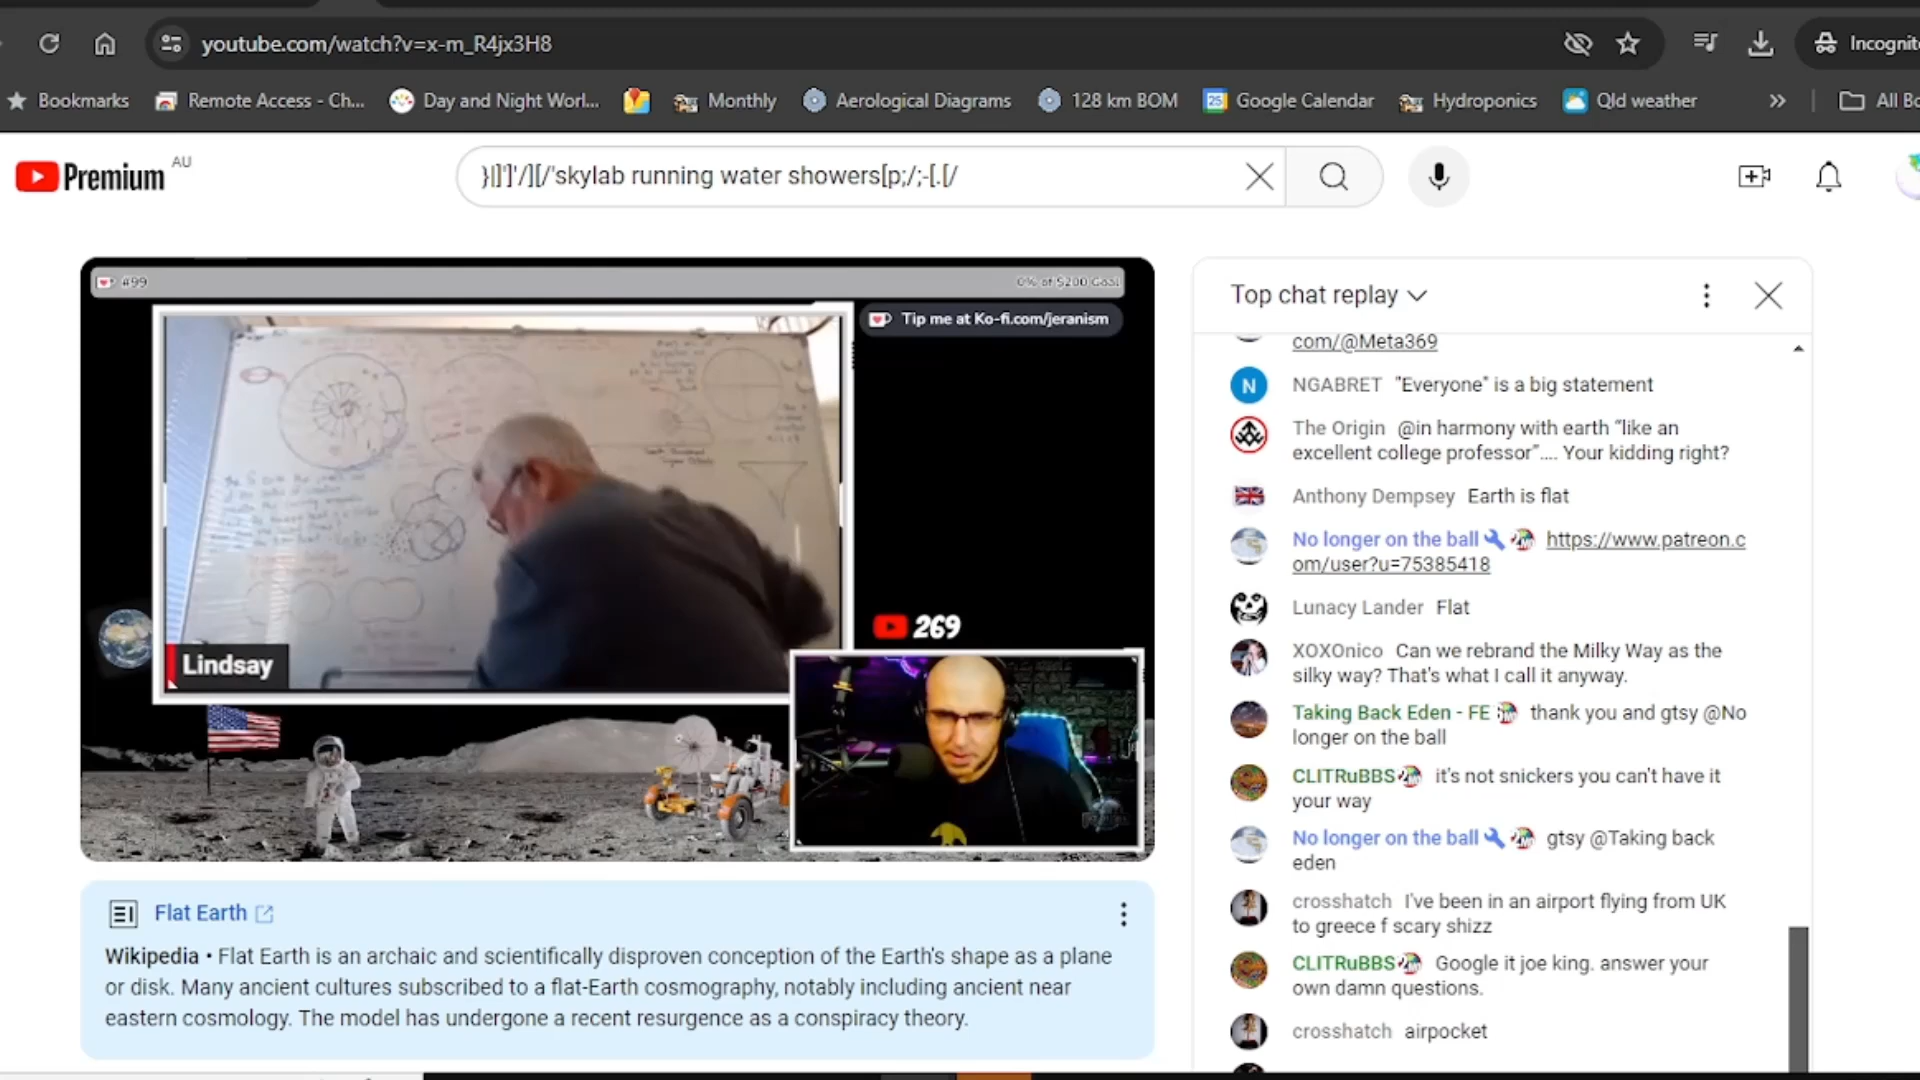 youtube.com/watch?v=x-m_R4jx3H8
Incognit
Bookmarks
Remote Access - Ch...
Day and Night Worl...
Monthly
Aerological Diagrams
128 km BOM
Google Calendar
Hydroponics
Qld weather
All Bo
Premium AU
}|]']'/][/'skylab running water showers[p;/;-[.[/
#99
0% of $200 Goal
Tip me at Ko-fi.com/jeranism
Lindsay
269
Flat Earth
Wikipedia • Flat Earth is an archaic and scientifically disproven conception of the Earth's shape as a plane
or disk. Many ancient cultures subscribed to a flat-Earth cosmography, notably including ancient near
eastern cosmology. The model has undergone a recent resurgence as a conspiracy theory.
Top chat replay
com/@Meta369
NGABRET "Everyone" is a big statement
The Origin @in harmony with earth “like an
excellent college professor”.... Your kidding right?
Anthony Dempsey Earth is flat
No longer on the ball https://www.patreon.c
om/user?u=75385418
Lunacy Lander Flat
XOXOnico Can we rebrand the Milky Way as the
silky way? That's what I call it anyway.
Taking Back Eden - FE thank you and gtsy @No
longer on the ball
CLITRuBBS it's not snickers you can't have it
your way
No longer on the ball gtsy @Taking back
eden
crosshatch I've been in an airport flying from UK
to greece f scary shizz
CLITRuBBS Google it joe king. answer your
own damn questions.
crosshatch airpocket